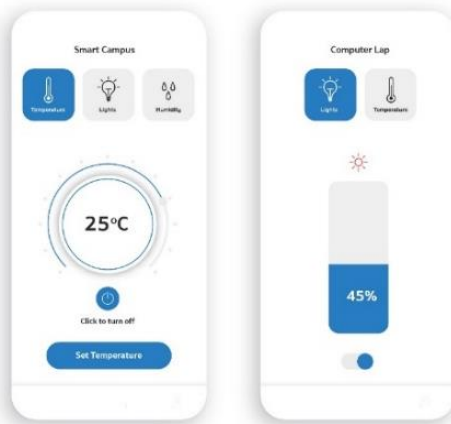 Smart Campus
Temperature Lights Humidity
25°C
Click to turn off
Set Temperature
Computer Lap
Lights Temperature
45%